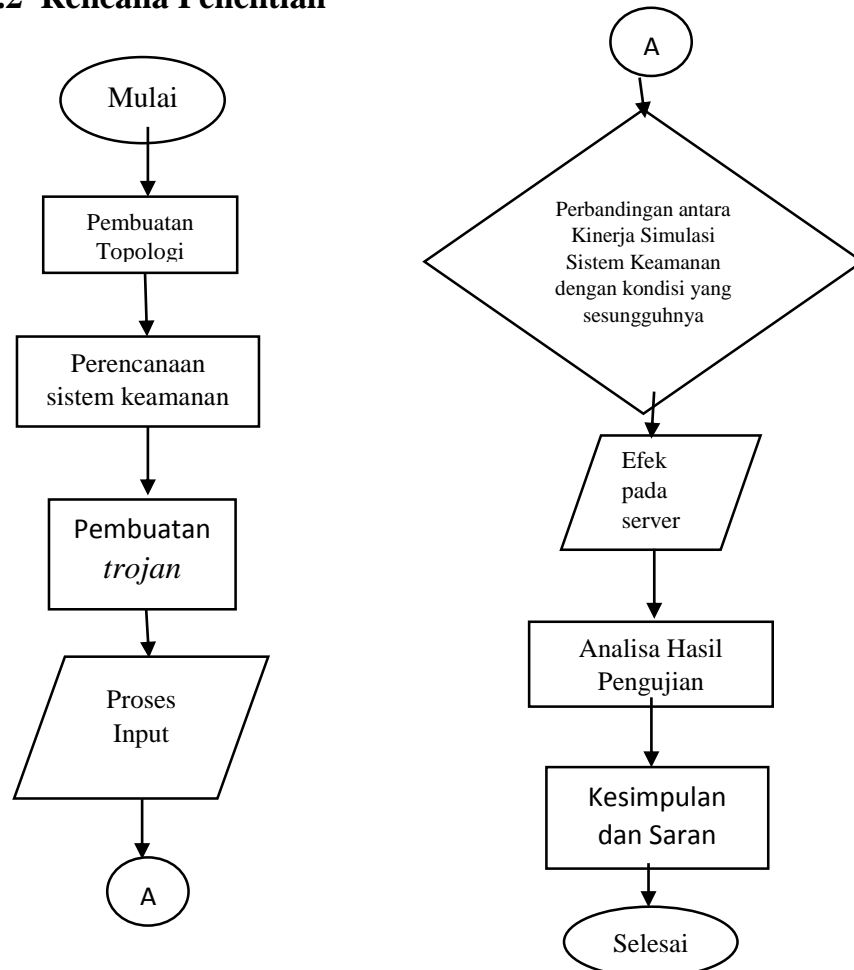 .2 Rencana Penelitian
Mulai
Pembuatan
Topologi
Perencanaan
sistem keamanan
Pembuatan
trojan
Proses
Input
A
A
Perbandingan antara
Kinerja Simulasi
Sistem Keamanan
dengan kondisi yang
sesungguhnya
Efek
pada
server
Analisa Hasil
Pengujian
Kesimpulan
dan Saran
Selesai